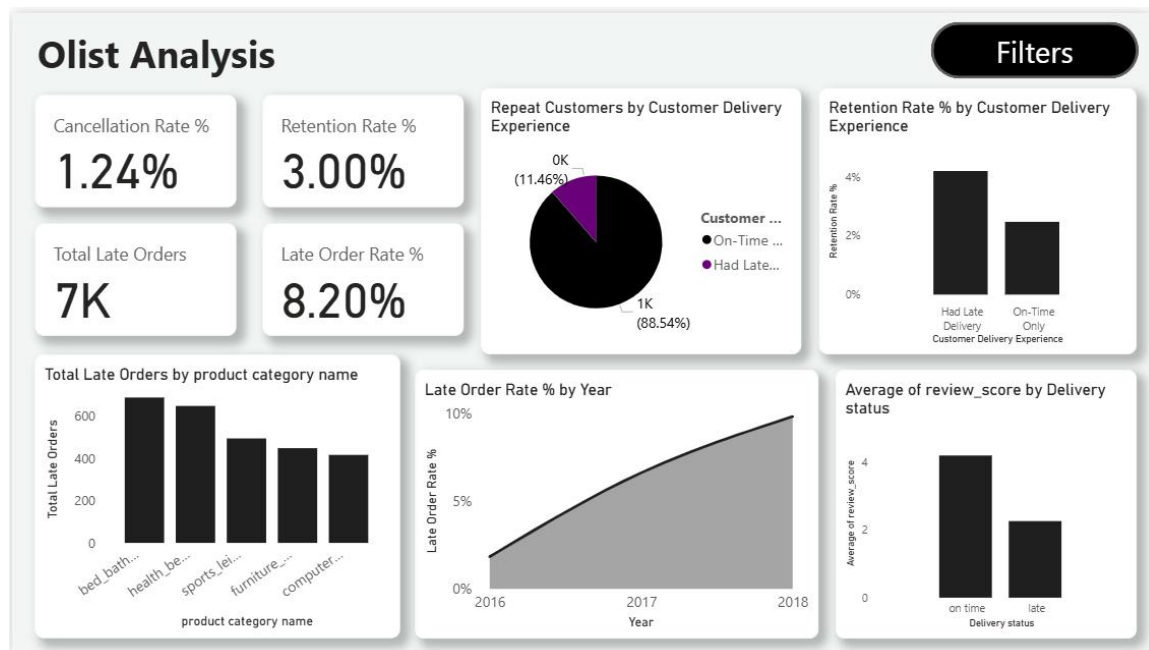 Olist Analysis
Filters
Cancellation Rate %
1.24%
Retention Rate %
3.00%
Total Late Orders
7K
Late Order Rate %
8.20%
Repeat Customers by Customer Delivery
Experience
0K
(11.46%)
1K
(88.54%)
Customer ...
On-Time ...
Had Late...
Retention Rate % by Customer Delivery
Experience
Retention Rate %
4%
2%
0%
Had Late
Delivery
On-Time
Only
Customer Delivery Experience
Total Late Orders by product category name
Total Late Orders
600
400
200
0
bed_bath...
health_be...
sports_lei...
furniture_...
computer...
product category name
Late Order Rate % by Year
Late Order Rate %
10%
5%
0%
2016
2017
2018
Year
Average of review_score by Delivery
status
Average of review_score
4
2
0
on time
late
Delivery status